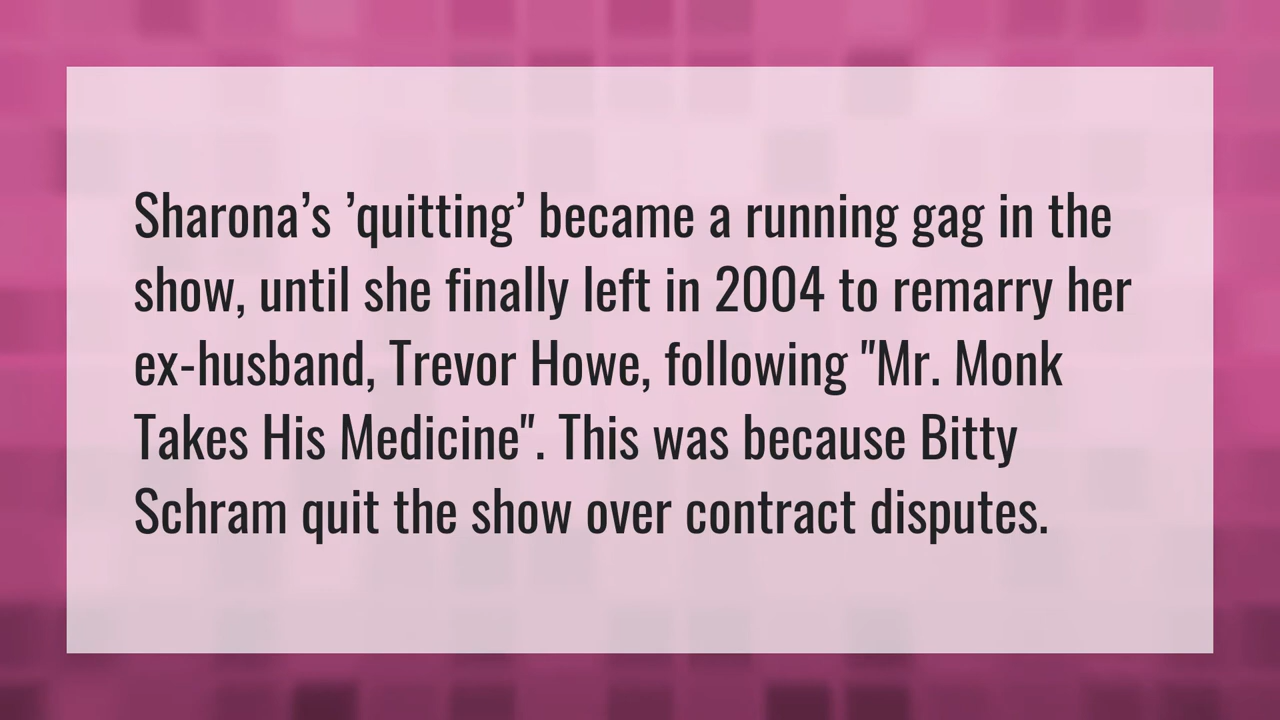 Sharona’s ’quitting’ became a running gag in the
show, until she finally left in 2004 to remarry her
ex-husband, Trevor Howe, following "Mr. Monk
Takes His Medicine". This was because Bitty
Schram quit the show over contract disputes.